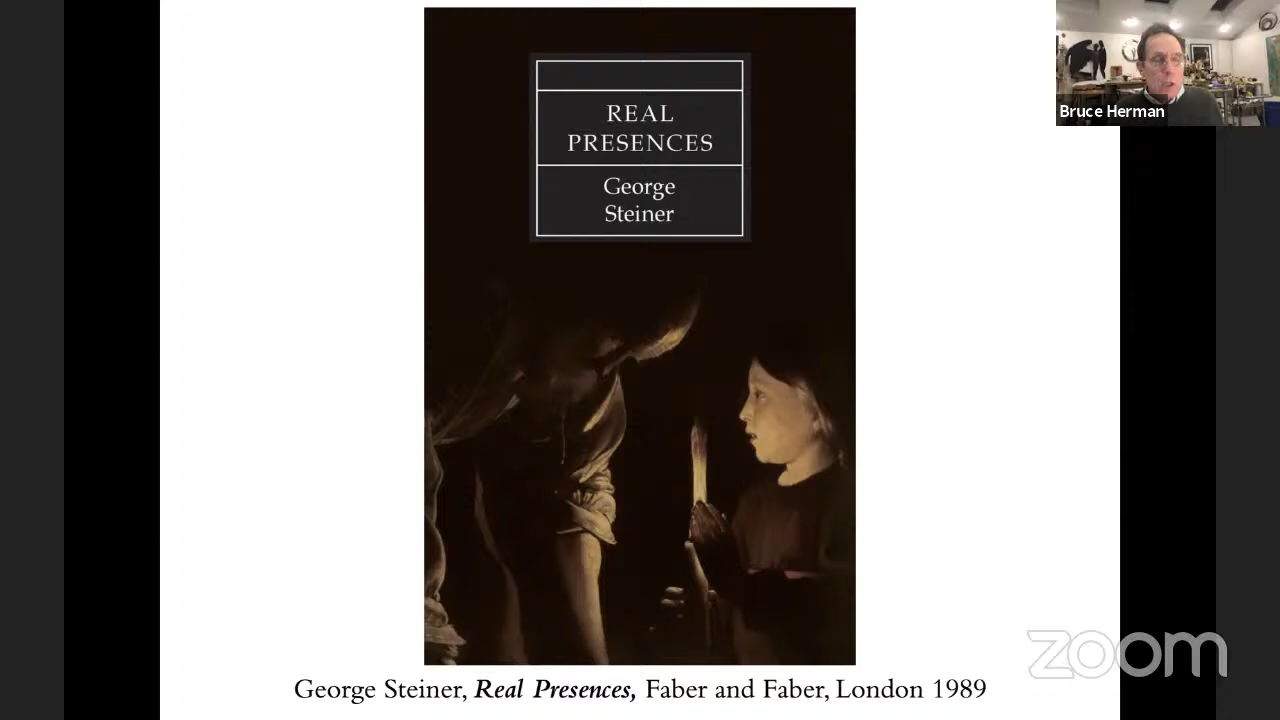 REAL
PRESENCES
George
Steiner
Bruce Herman
zoom
George Steiner, Real Presences, Faber and Faber, London 1989